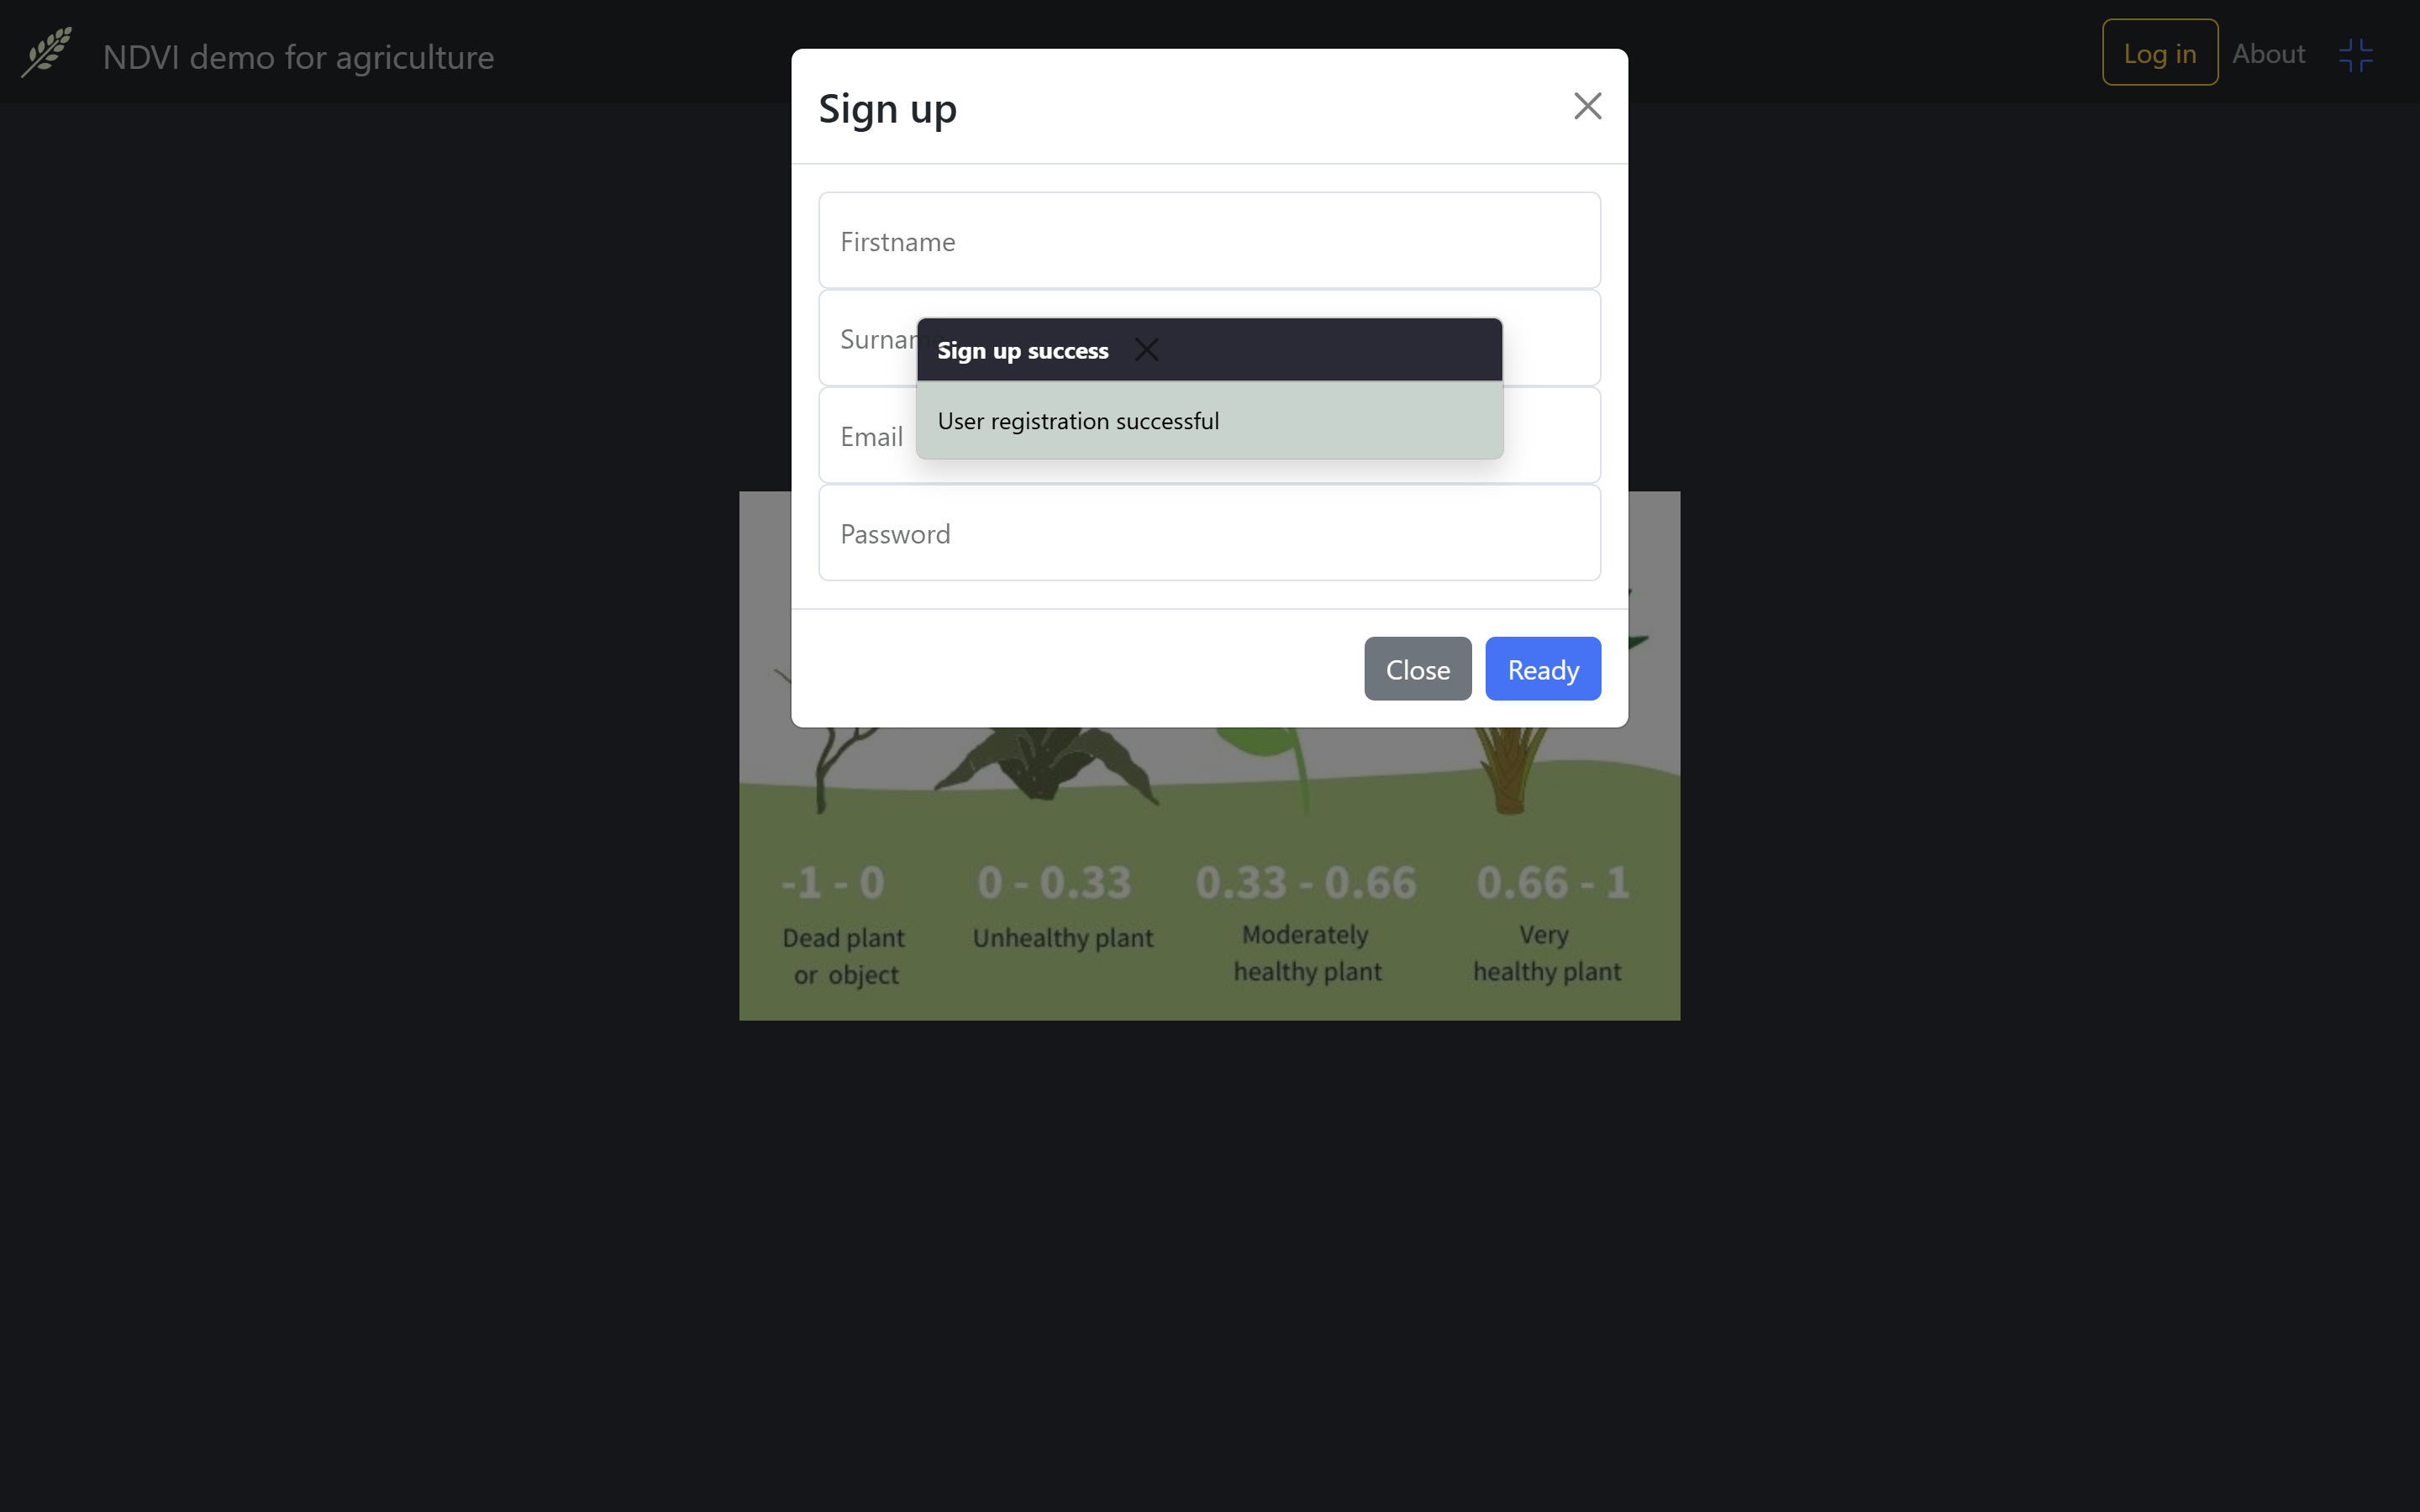 NDVI demo for agriculture
Log in
About
Sign up
Firstname
Surnam
Sign up success
Email
User registration successful
Password
Close
Ready
-1 - 0
0 - 0.33
0.33 - 0.66
0.66 - 1
Dead plant
or object
Unhealthy plant
Moderately
healthy plant
Very
healthy plant